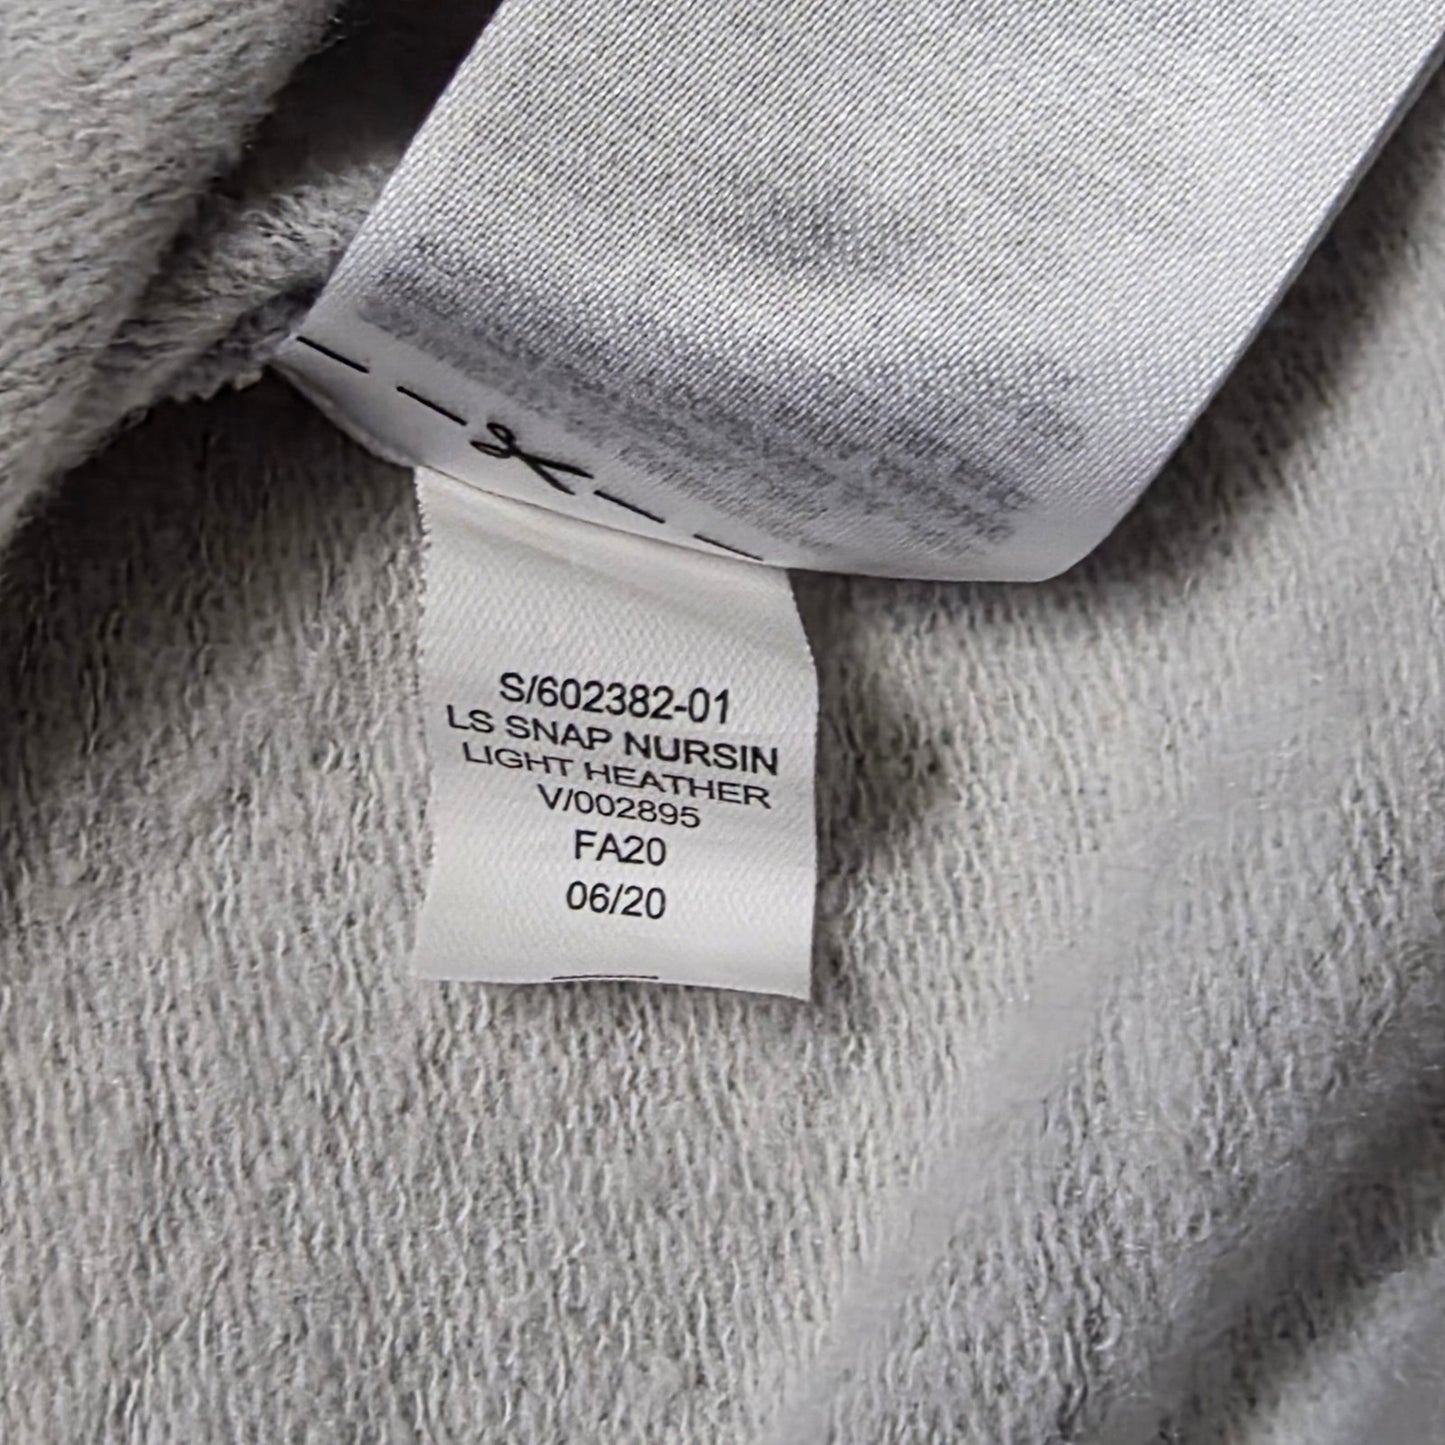 S/602382-01
LS SNAP NURSIN
LIGHT HEATHER
V/002895
FA20
06/20